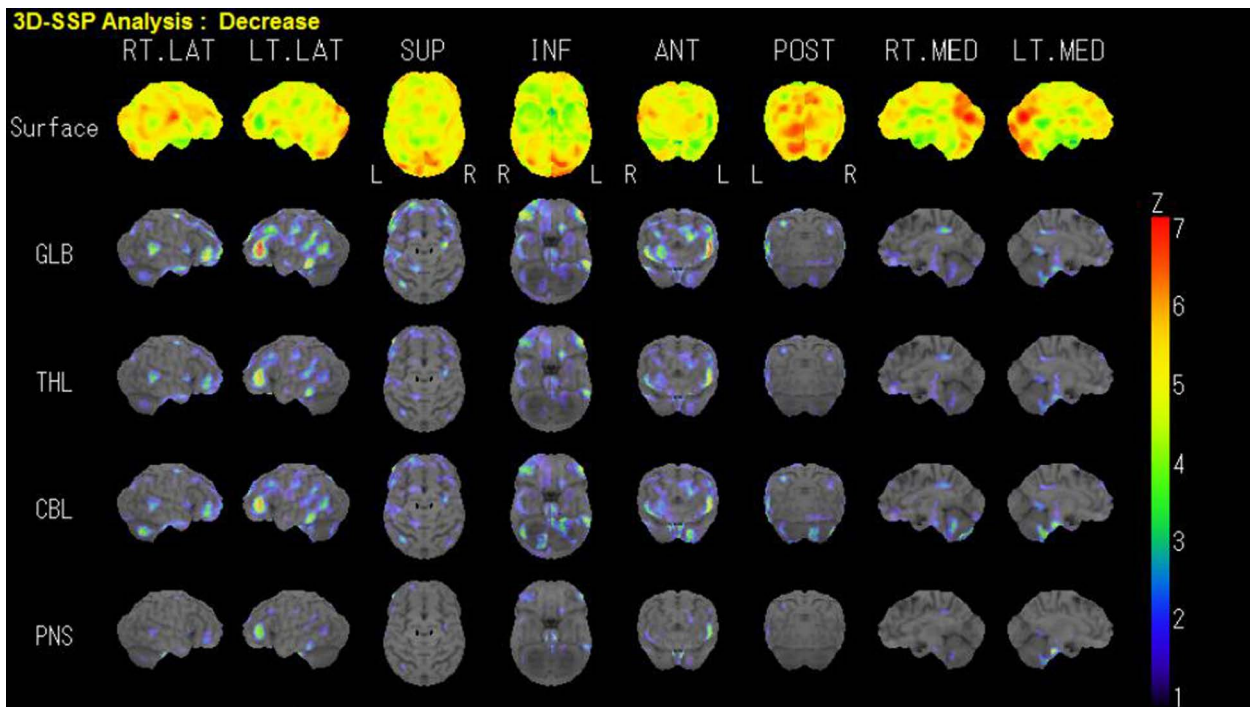 3D-SSP Analysis : Decrease
RT.LAT LT.LAT SUP INF ANT POST RT.MED LT.MED
Surface
L R R L R L L R
GLB
Z
7
6
THL
5
4
CBL
3
2
PNS
1